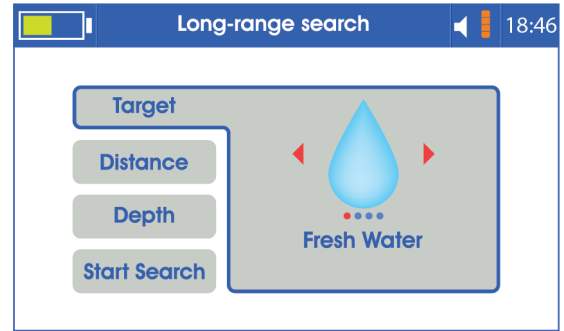 Long-range search
18:46
Target
Distance
Depth
Start Search
Fresh Water